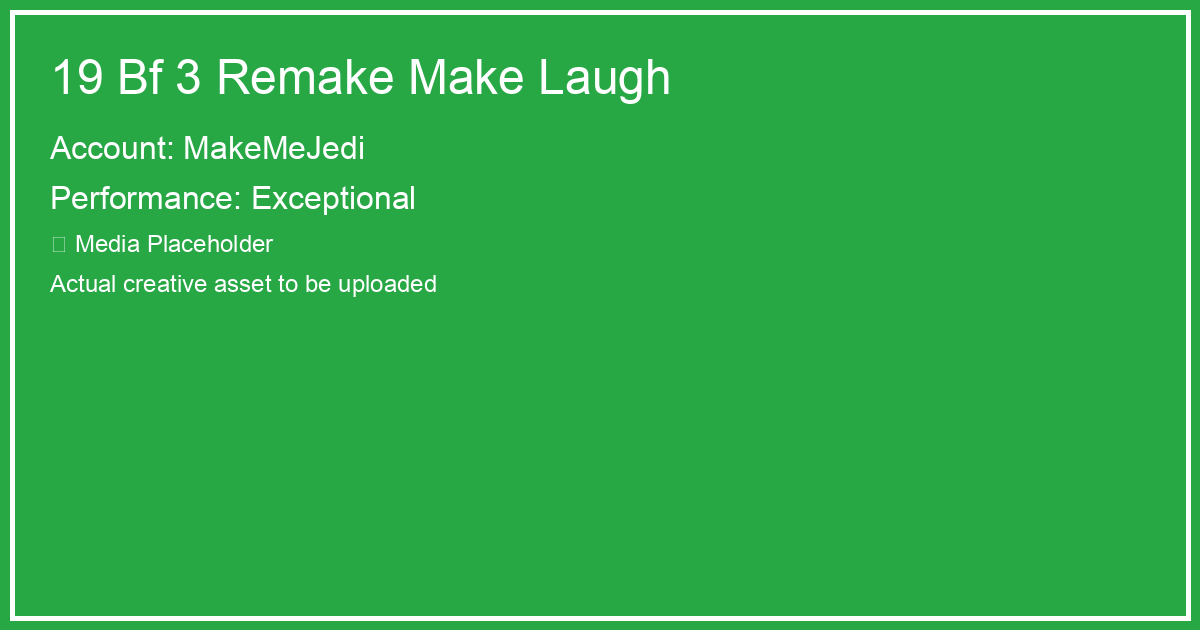 19 Bf 3 Remake Make Laugh
Account: MakeMeJedi
Performance: Exceptional
Media Placeholder
Actual creative asset to be uploaded